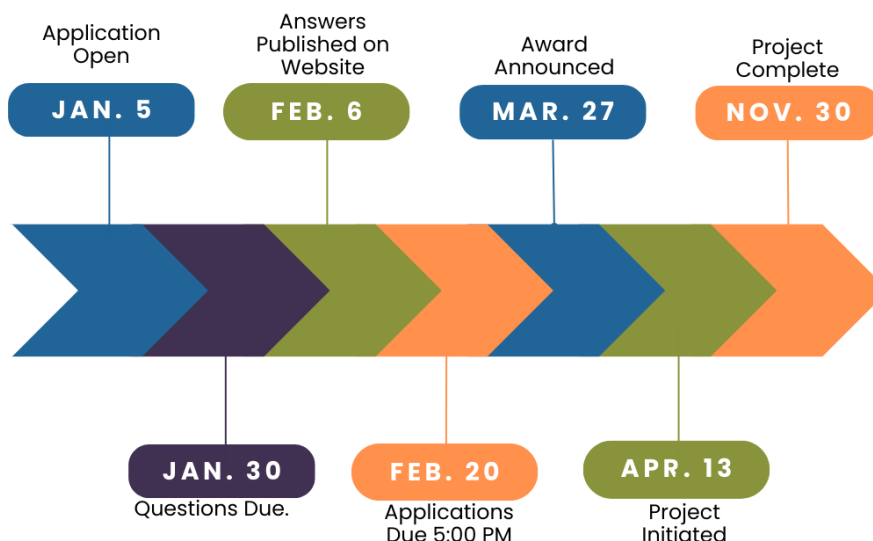 Application
Open
JAN. 5
Answers
Published on
Website
FEB. 6
Award
Announced
MAR. 27
Project
Complete
NOV. 30
JAN. 30
Questions Due.
FEB. 20
Applications
Due 5:00 PM
APR. 13
Project
Initiated